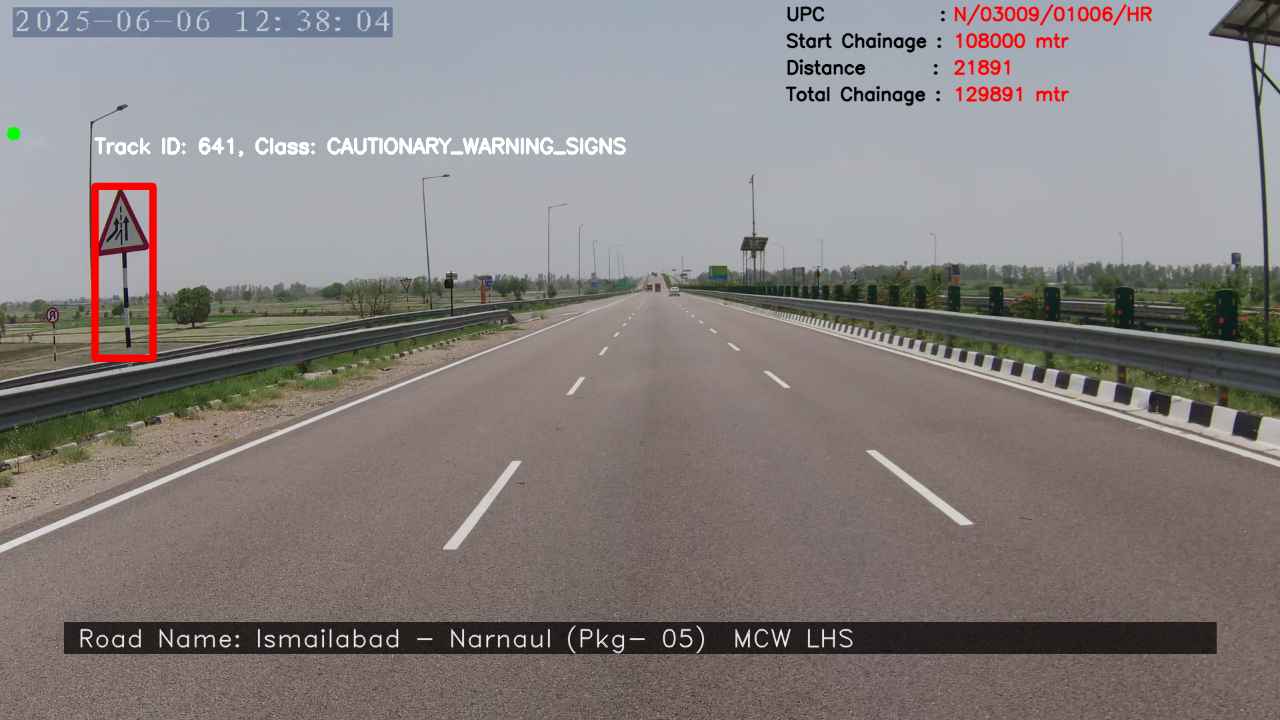 2025-06-06 12:38:04
UPC : N/03009/01006/HR
Start Chainage : 108000 mtr
Distance : 21891
Total Chainage : 129891 mtr
Track ID: 641, Class: CAUTIONARY_WARNING_SIGNS
Road Name: Ismailabad - Narnaul (Pkg- 05) MCW LHS